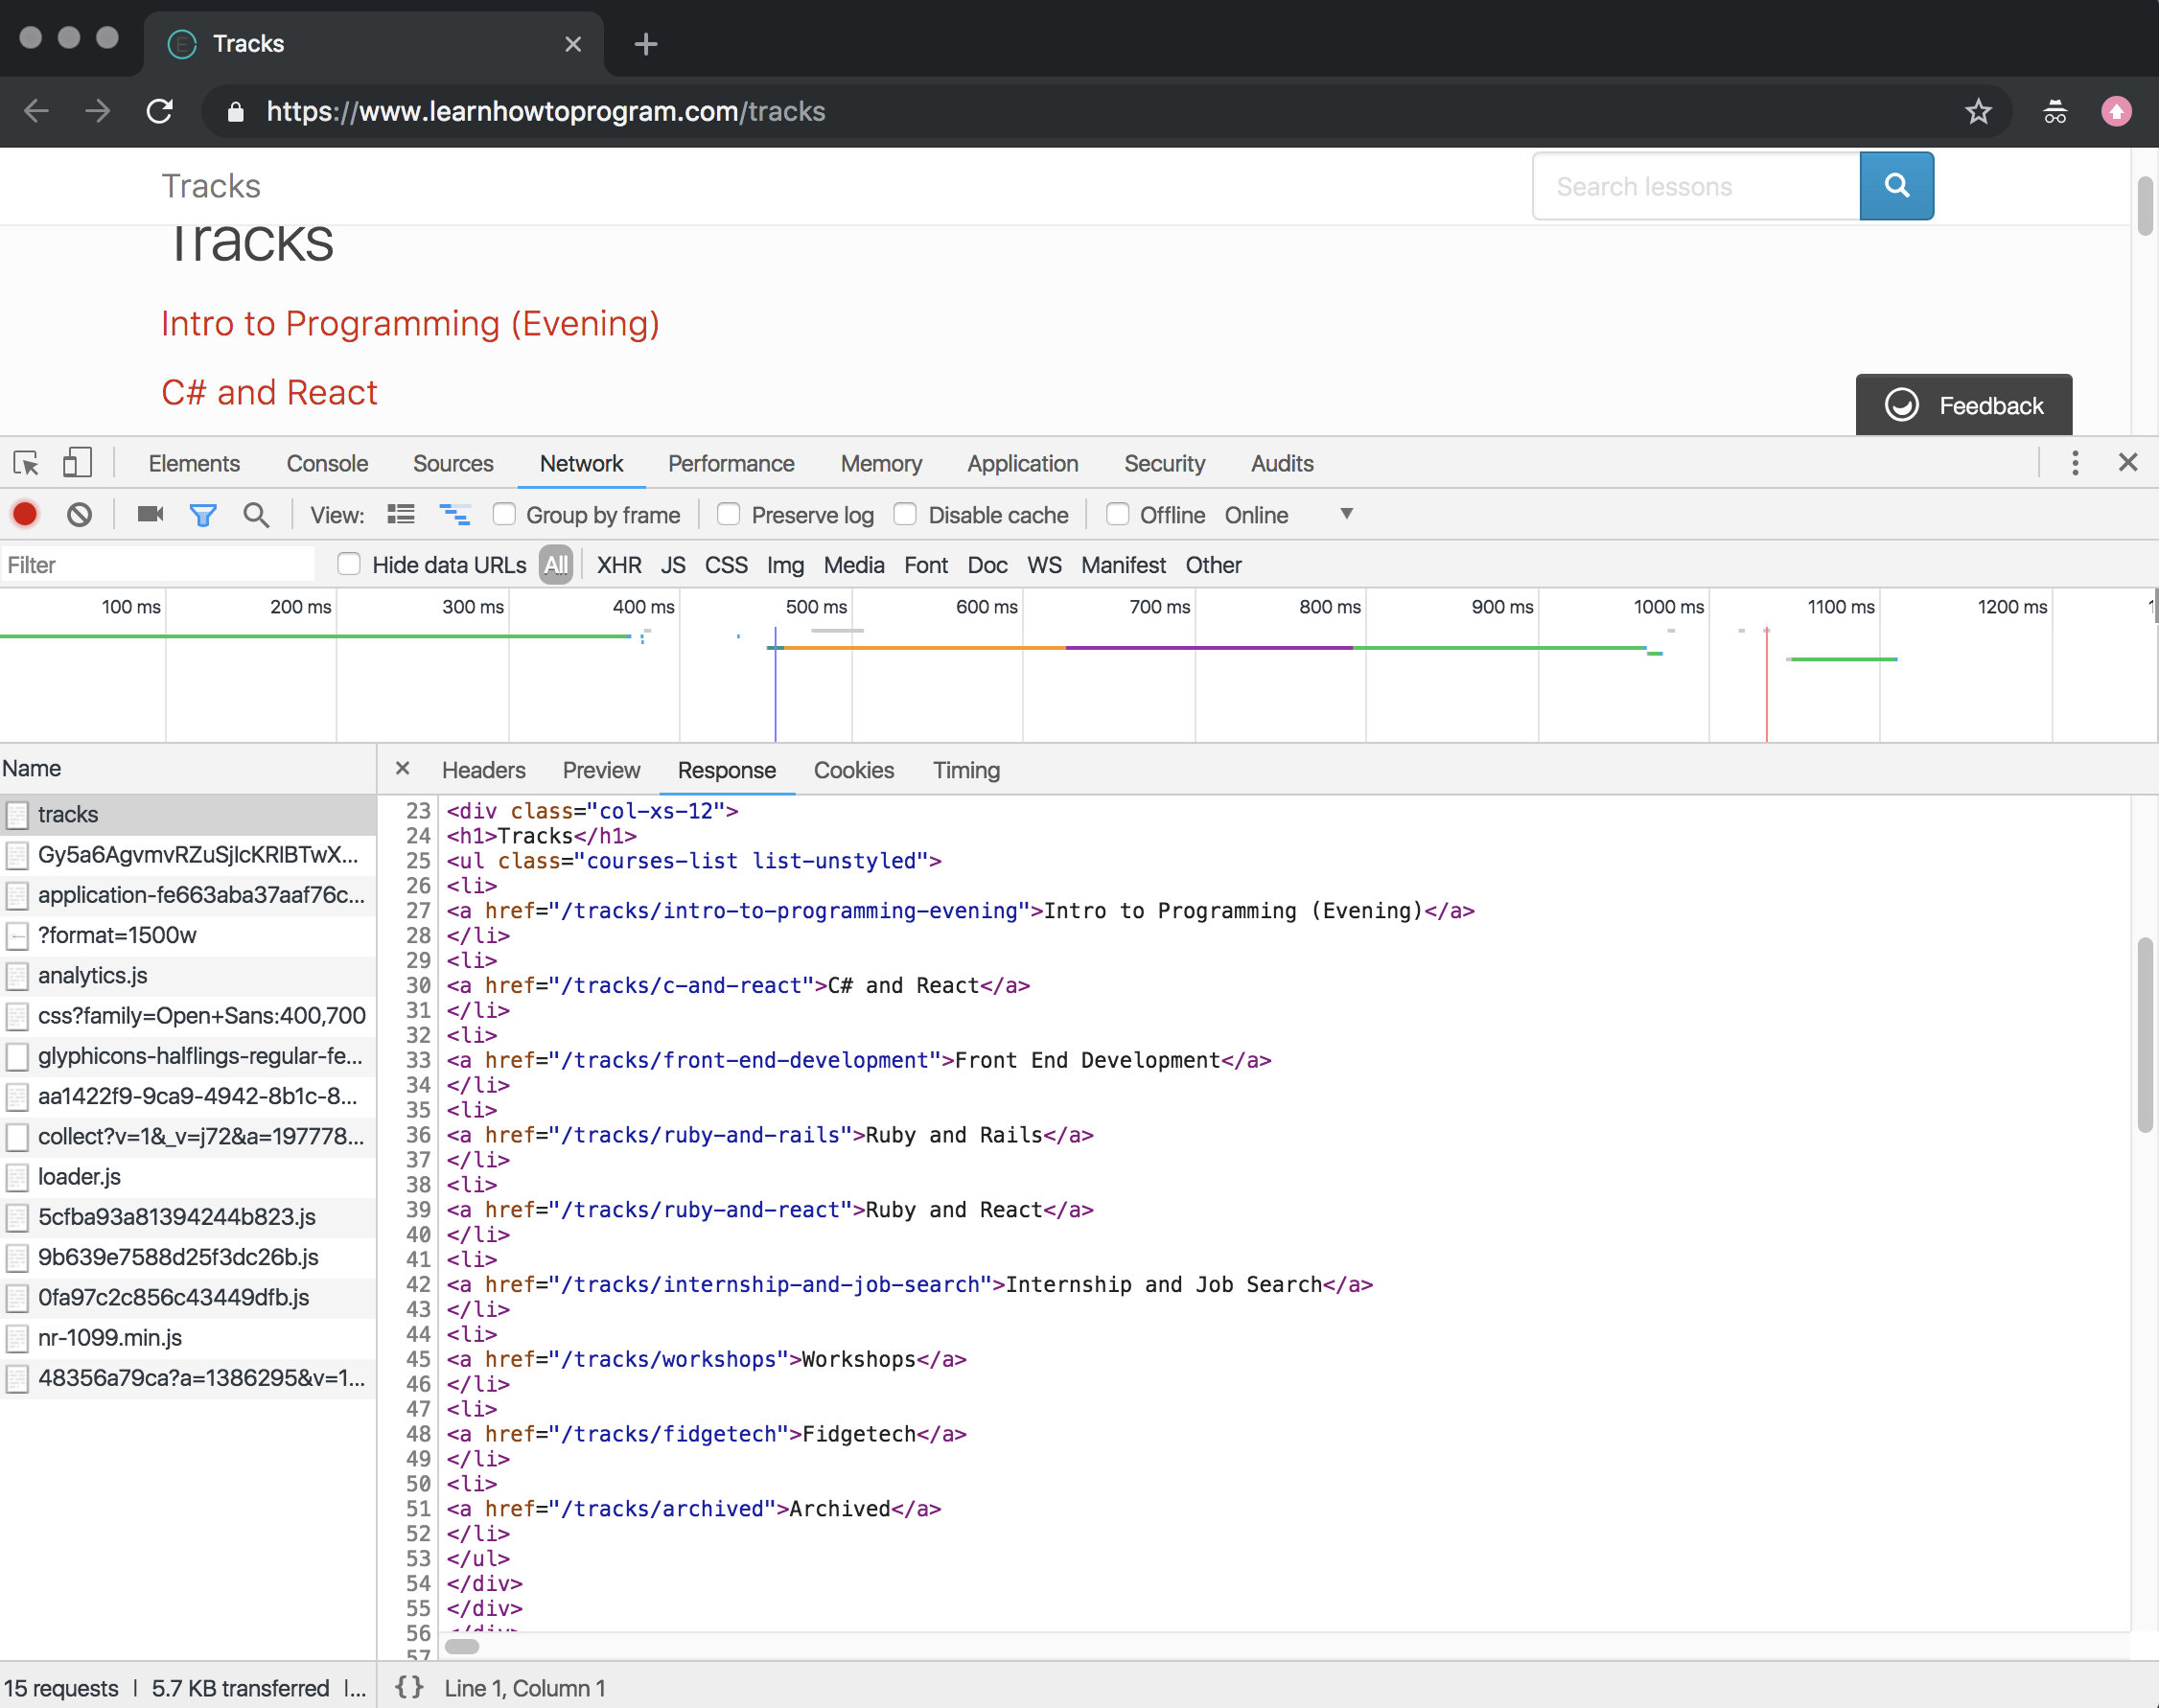 Tracks
https://www.learnhowtoprogram.com/tracks
Tracks
Search lessons
Tracks
Intro to Programming (Evening)
C# and React
Feedback
Elements Console Sources Network Performance Memory Application Security Audits
View: Group by frame Preserve log Disable cache Offline Online
Filter Hide data URLs All XHR JS CSS Img Media Font Doc WS Manifest Other
100 ms 200 ms 300 ms 400 ms 500 ms 600 ms 700 ms 800 ms 900 ms 1000 ms 1100 ms 1200 ms
Name
tracks
Gy5a6AgvmvRZuSjlcKRlBTwX...
application-fe663aba37aaf76c...
?format=1500w
analytics.js
css?family=Open+Sans:400,700
glyphicons-halflings-regular-fe...
aa1422f9-9ca9-4942-8b1c-8...
collect?v=1&_v=j72&a=197778...
loader.js
5cfba93a81394244b823.js
9b639e7588d25f3dc26b.js
0fa97c2c856c43449dfb.js
nr-1099.min.js
48356a79ca?a=1386295&v=1...
Headers Preview Response Cookies Timing
23 <div class="col-xs-12">
24 <h1>Tracks</h1>
25 <ul class="courses-list list-unstyled">
26 <li>
27 <a href="/tracks/intro-to-programming-evening">Intro to Programming (Evening)</a>
28 </li>
29 <li>
30 <a href="/tracks/c-and-react">C# and React</a>
31 </li>
32 <li>
33 <a href="/tracks/front-end-development">Front End Development</a>
34 </li>
35 <li>
36 <a href="/tracks/ruby-and-rails">Ruby and Rails</a>
37 </li>
38 <li>
39 <a href="/tracks/ruby-and-react">Ruby and React</a>
40 </li>
41 <li>
42 <a href="/tracks/internship-and-job-search">Internship and Job Search</a>
43 </li>
44 <li>
45 <a href="/tracks/workshops">Workshops</a>
46 </li>
47 <li>
48 <a href="/tracks/fidgetech">Fidgetech</a>
49 </li>
50 <li>
51 <a href="/tracks/archived">Archived</a>
52 </li>
53 </ul>
54 </div>
55 </div>
56 </div>
57
15 requests | 5.7 KB transferred | ...
{} Line 1, Column 1